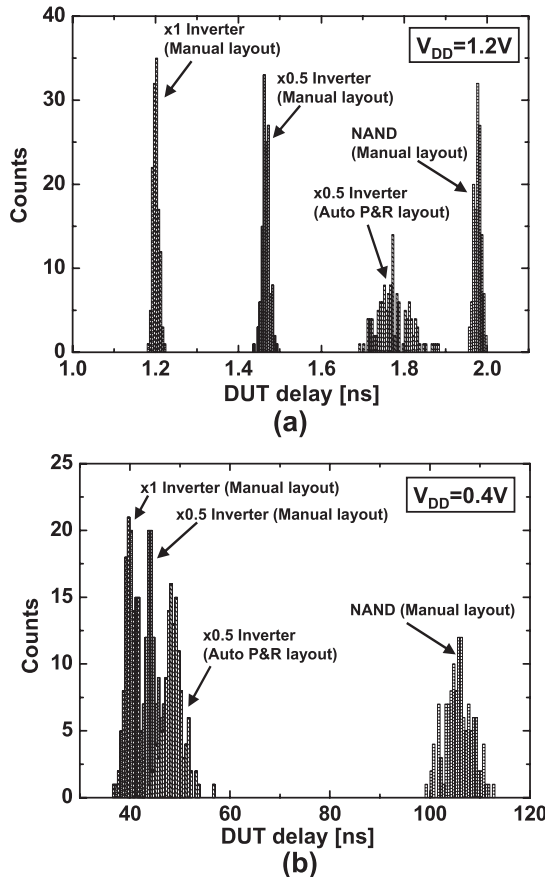 x1 Inverter
(Manual layout)
V_DD=1.2V
x0.5 Inverter
(Manual layout)
NAND
(Manual layout)
x0.5 Inverter
(Auto P&R layout)
Counts
40
30
20
10
0
1.0 1.2 1.4 1.6 1.8 2.0
DUT delay [ns]
(a)
x1 Inverter (Manual layout)
V_DD=0.4V
x0.5 Inverter (Manual layout)
NAND (Manual layout)
x0.5 Inverter
(Auto P&R layout)
Counts
25
20
15
10
5
0
40 60 80 100 120
DUT delay [ns]
(b)